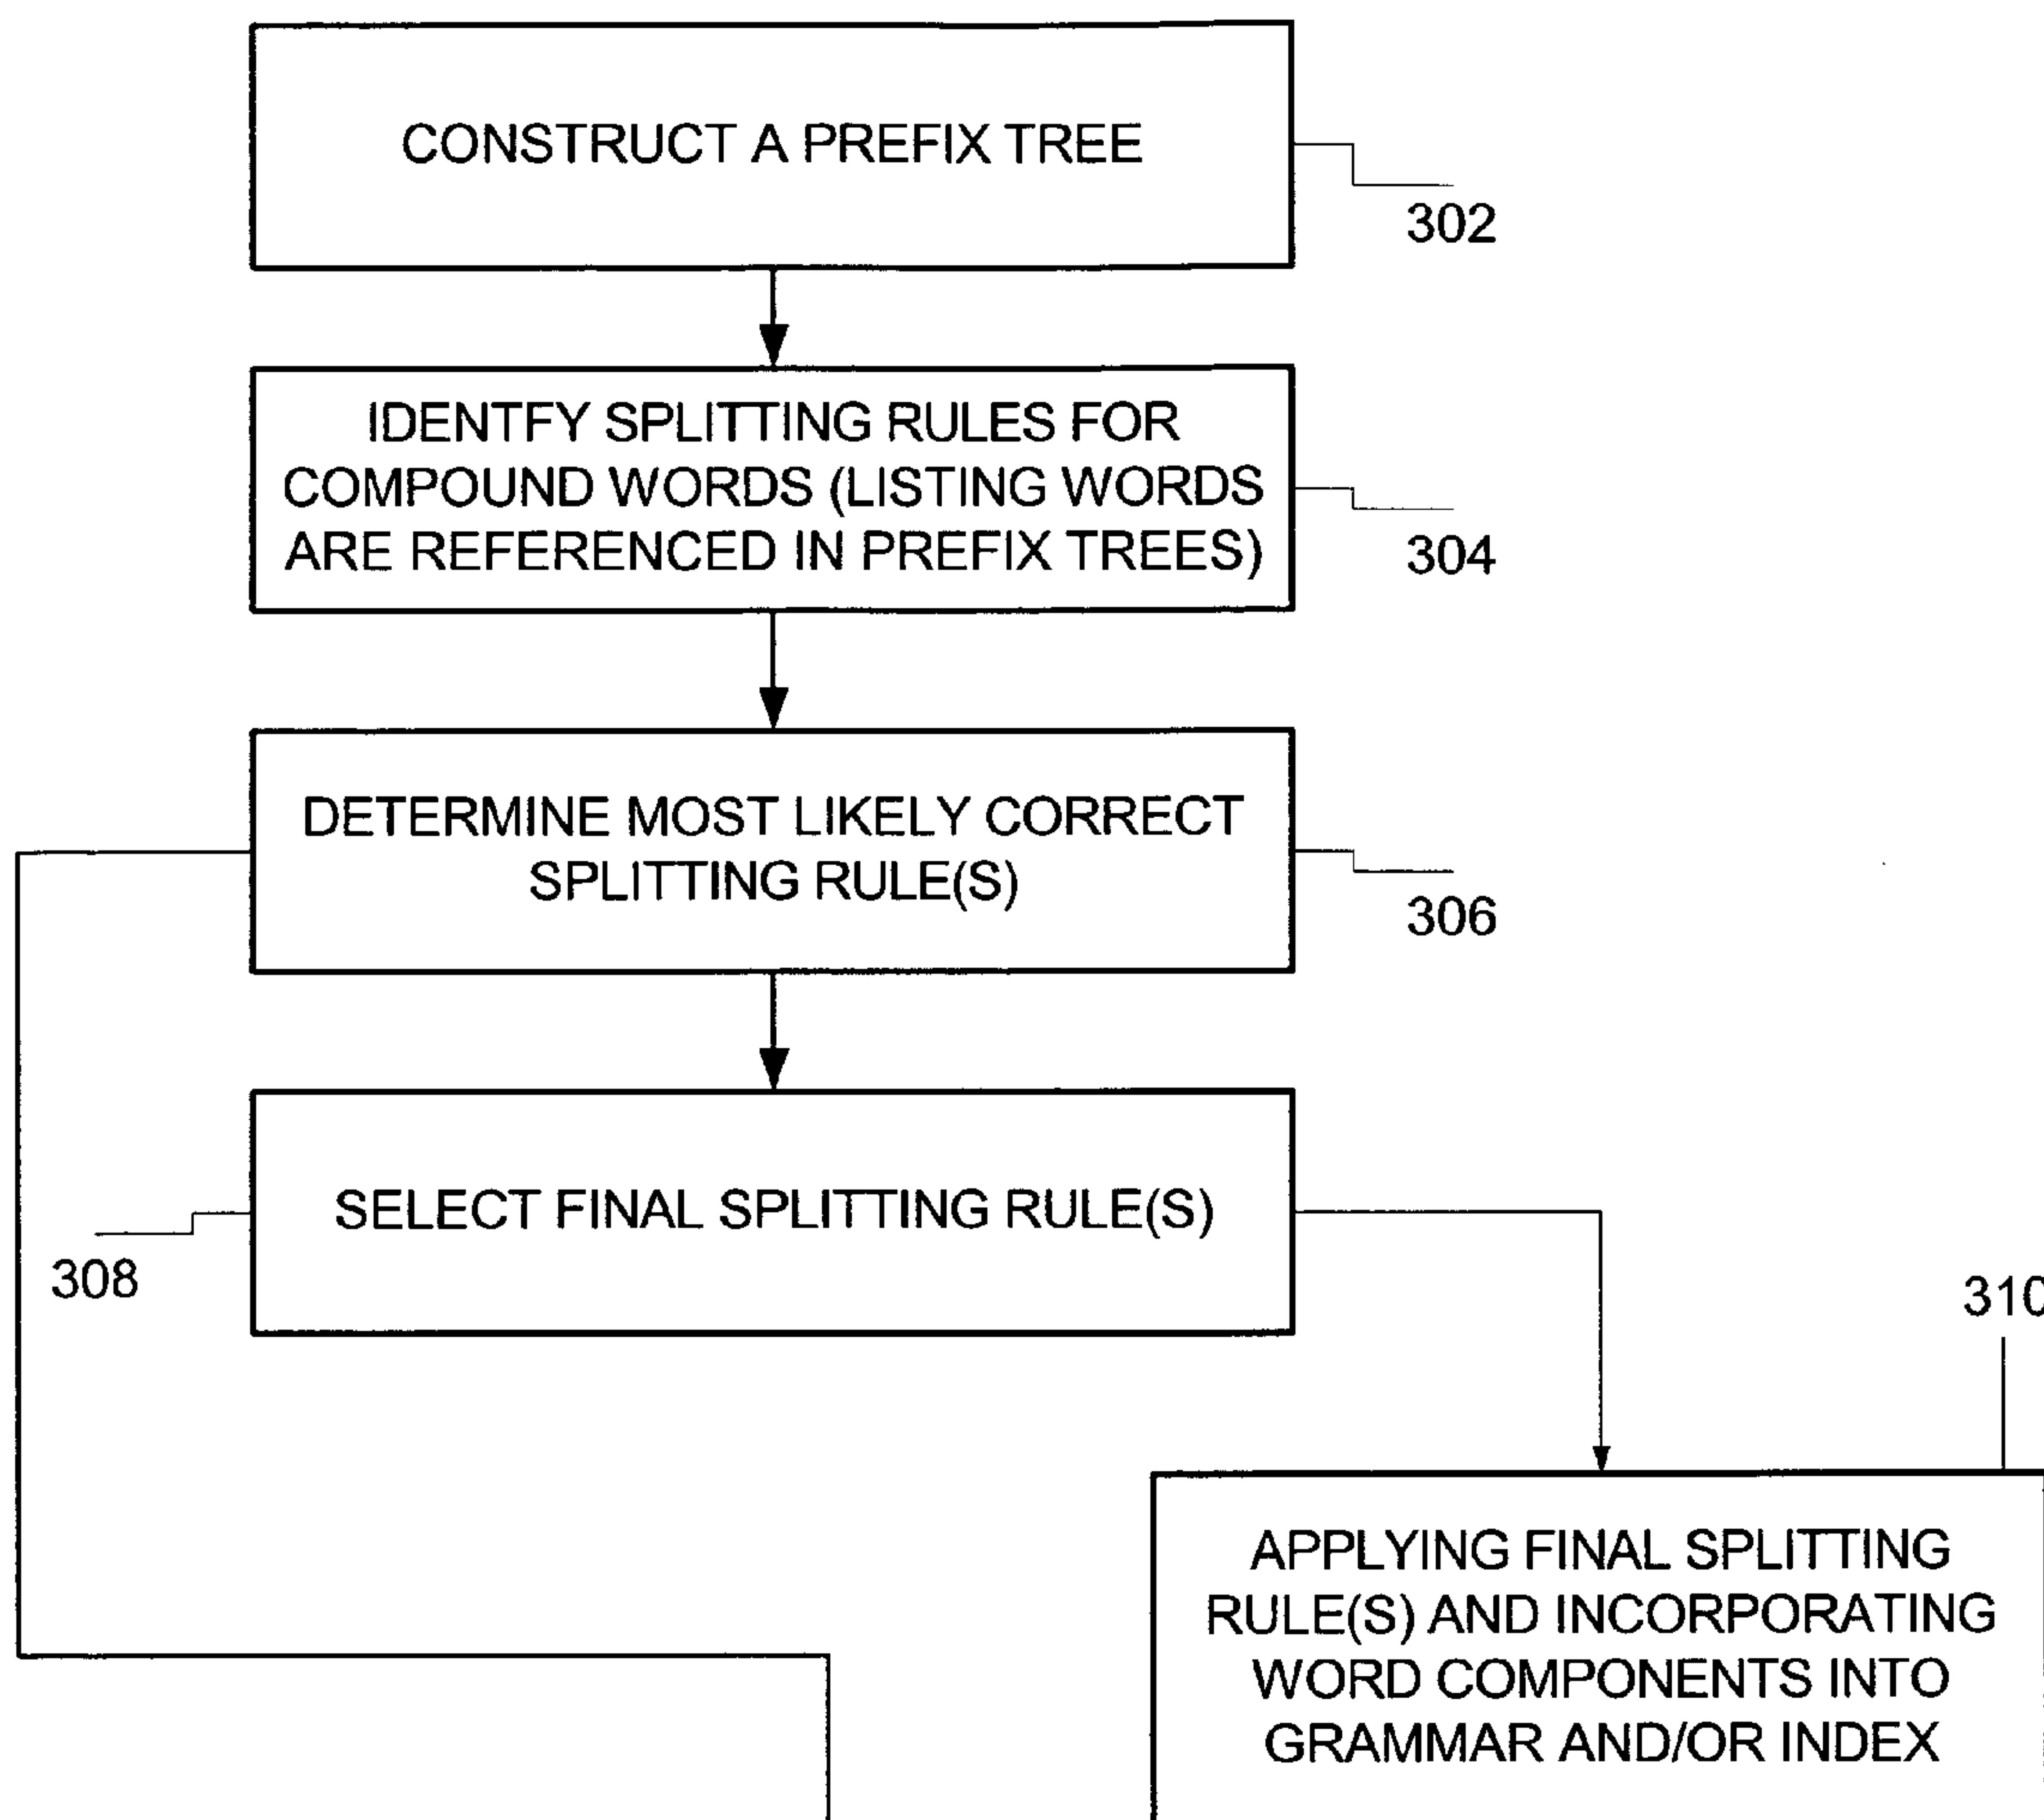 CONSTRUCT A PREFIX TREE
302
IDENTFY SPLITTING RULES FOR
COMPOUND WORDS (LISTING WORDS
ARE REFERENCED IN PREFIX TREES)
304
DETERMINE MOST LIKELY CORRECT
SPLITTING RULE(S)
306
SELECT FINAL SPLITTING RULE(S)
308
310
APPLYING FINAL SPLITTING
RULE(S) AND INCORPORATING
WORD COMPONENTS INTO
GRAMMAR AND/OR INDEX